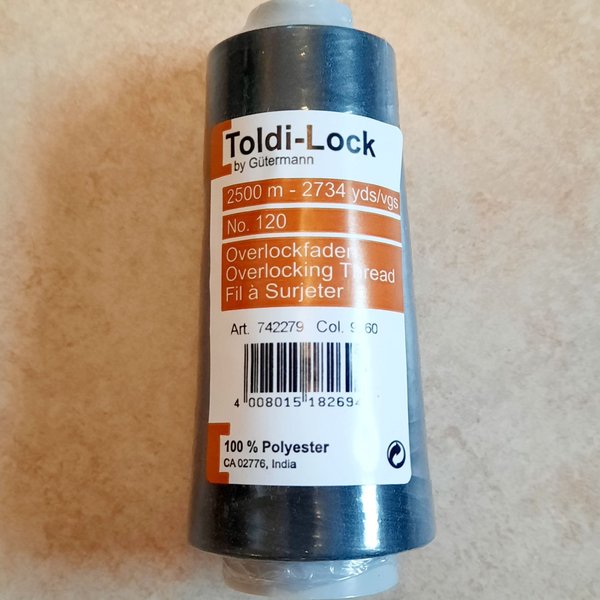 Toldi-Lock
by Gütermann
2500 m - 2734 yds/vgs
No. 120
Overlockfaden
Overlocking Thread
Fil à Surjeter
Art. 742279 Col.
4 008015 18269
100 % Polyester
CA 02776, India